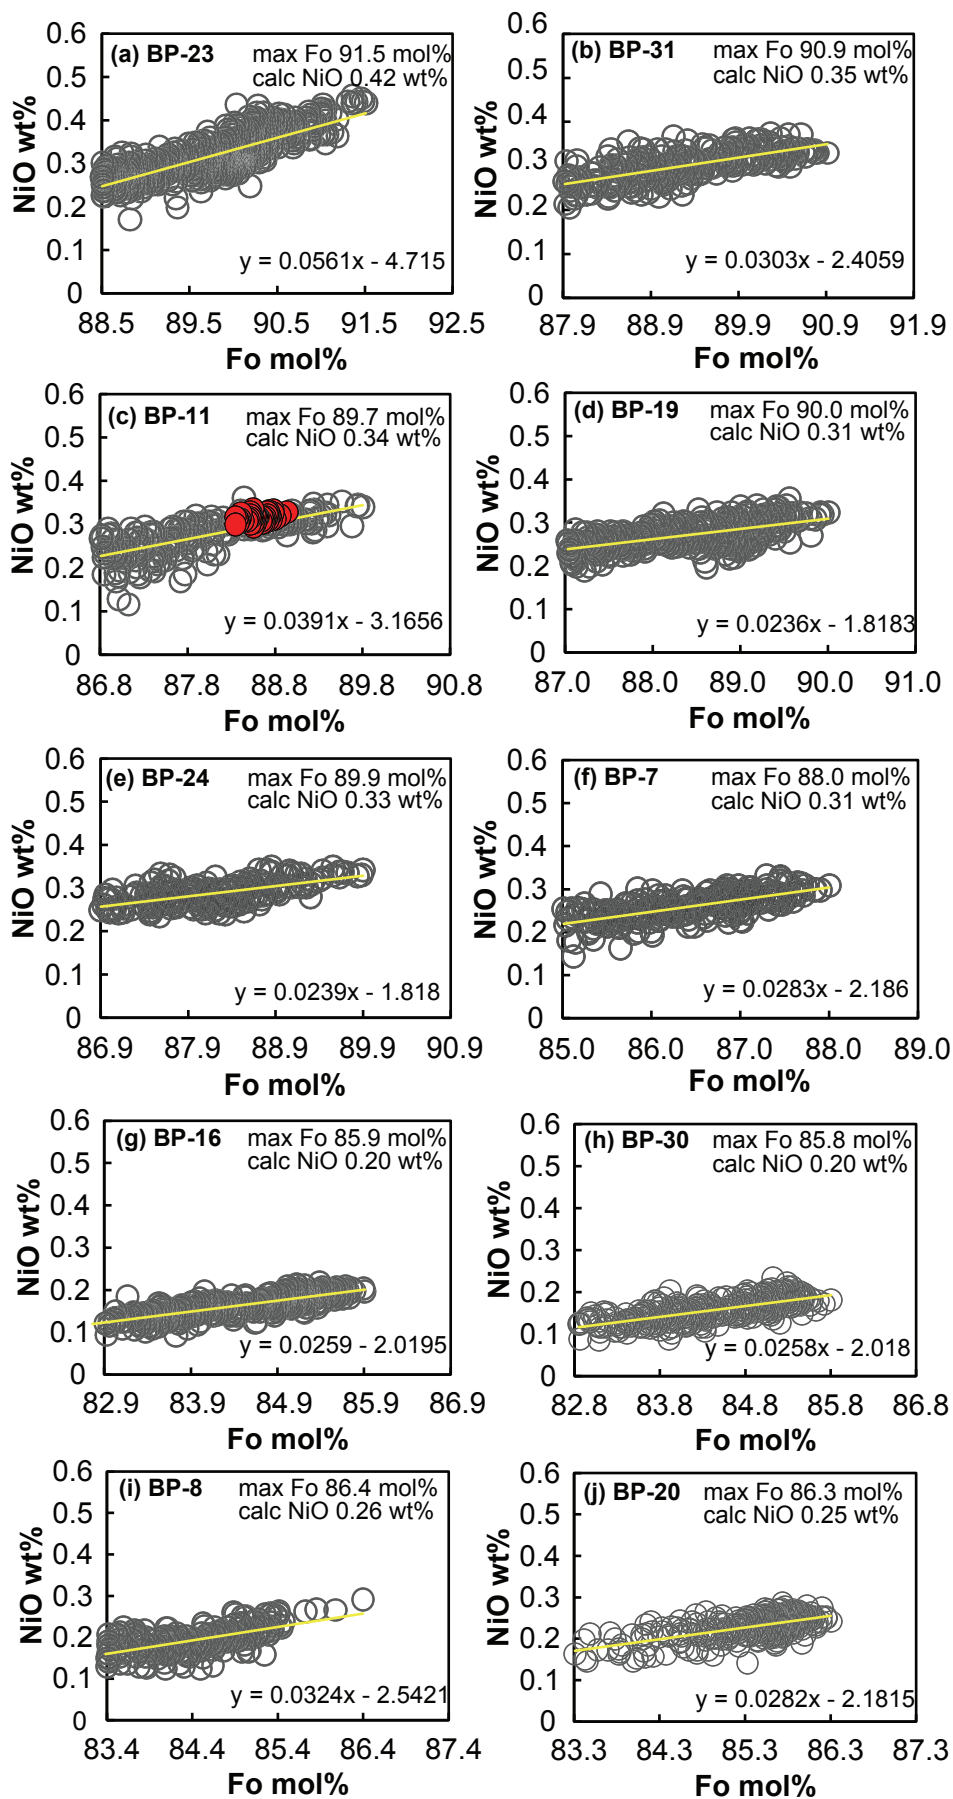 (a) BP-23
max Fo 91.5 mol%
calc NiO 0.42 wt%
y = 0.0561x - 4.715
NiO wt%
0.6
0.5
0.4
0.3
0.2
0.1
0
88.5 89.5 90.5 91.5 92.5
Fo mol%
(b) BP-31
max Fo 90.9 mol%
calc NiO 0.35 wt%
y = 0.0303x - 2.4059
NiO wt%
0.6
0.5
0.4
0.3
0.2
0.1
0
87.9 88.9 89.9 90.9 91.9
Fo mol%
(c) BP-11
max Fo 89.7 mol%
calc NiO 0.34 wt%
y = 0.0391x - 3.1656
NiO wt%
0.6
0.5
0.4
0.3
0.2
0.1
0
86.8 87.8 88.8 89.8 90.8
Fo mol%
(d) BP-19
max Fo 90.0 mol%
calc NiO 0.31 wt%
y = 0.0236x - 1.8183
NiO wt%
0.6
0.5
0.4
0.3
0.2
0.1
0
87.0 88.0 89.0 90.0 91.0
Fo mol%
(e) BP-24
max Fo 89.9 mol%
calc NiO 0.33 wt%
y = 0.0239x - 1.818
NiO wt%
0.6
0.5
0.4
0.3
0.2
0.1
0
86.9 87.9 88.9 89.9 90.9
Fo mol%
(f) BP-7
max Fo 88.0 mol%
calc NiO 0.31 wt%
y = 0.0283x - 2.186
NiO wt%
0.6
0.5
0.4
0.3
0.2
0.1
0
85.0 86.0 87.0 88.0 89.0
Fo mol%
(g) BP-16
max Fo 85.9 mol%
calc NiO 0.20 wt%
y = 0.0259 - 2.0195
NiO wt%
0.6
0.5
0.4
0.3
0.2
0.1
0
82.9 83.9 84.9 85.9 86.9
Fo mol%
(h) BP-30
max Fo 85.8 mol%
calc NiO 0.20 wt%
y = 0.0258x - 2.018
NiO wt%
0.6
0.5
0.4
0.3
0.2
0.1
0
82.8 83.8 84.8 85.8 86.8
Fo mol%
(i) BP-8
max Fo 86.4 mol%
calc NiO 0.26 wt%
y = 0.0324x - 2.5421
NiO wt%
0.6
0.5
0.4
0.3
0.2
0.1
0
83.4 84.4 85.4 86.4 87.4
Fo mol%
(j) BP-20
max Fo 86.3 mol%
calc NiO 0.25 wt%
y = 0.0282x - 2.1815
NiO wt%
0.6
0.5
0.4
0.3
0.2
0.1
0
83.3 84.3 85.3 86.3 87.3
Fo mol%